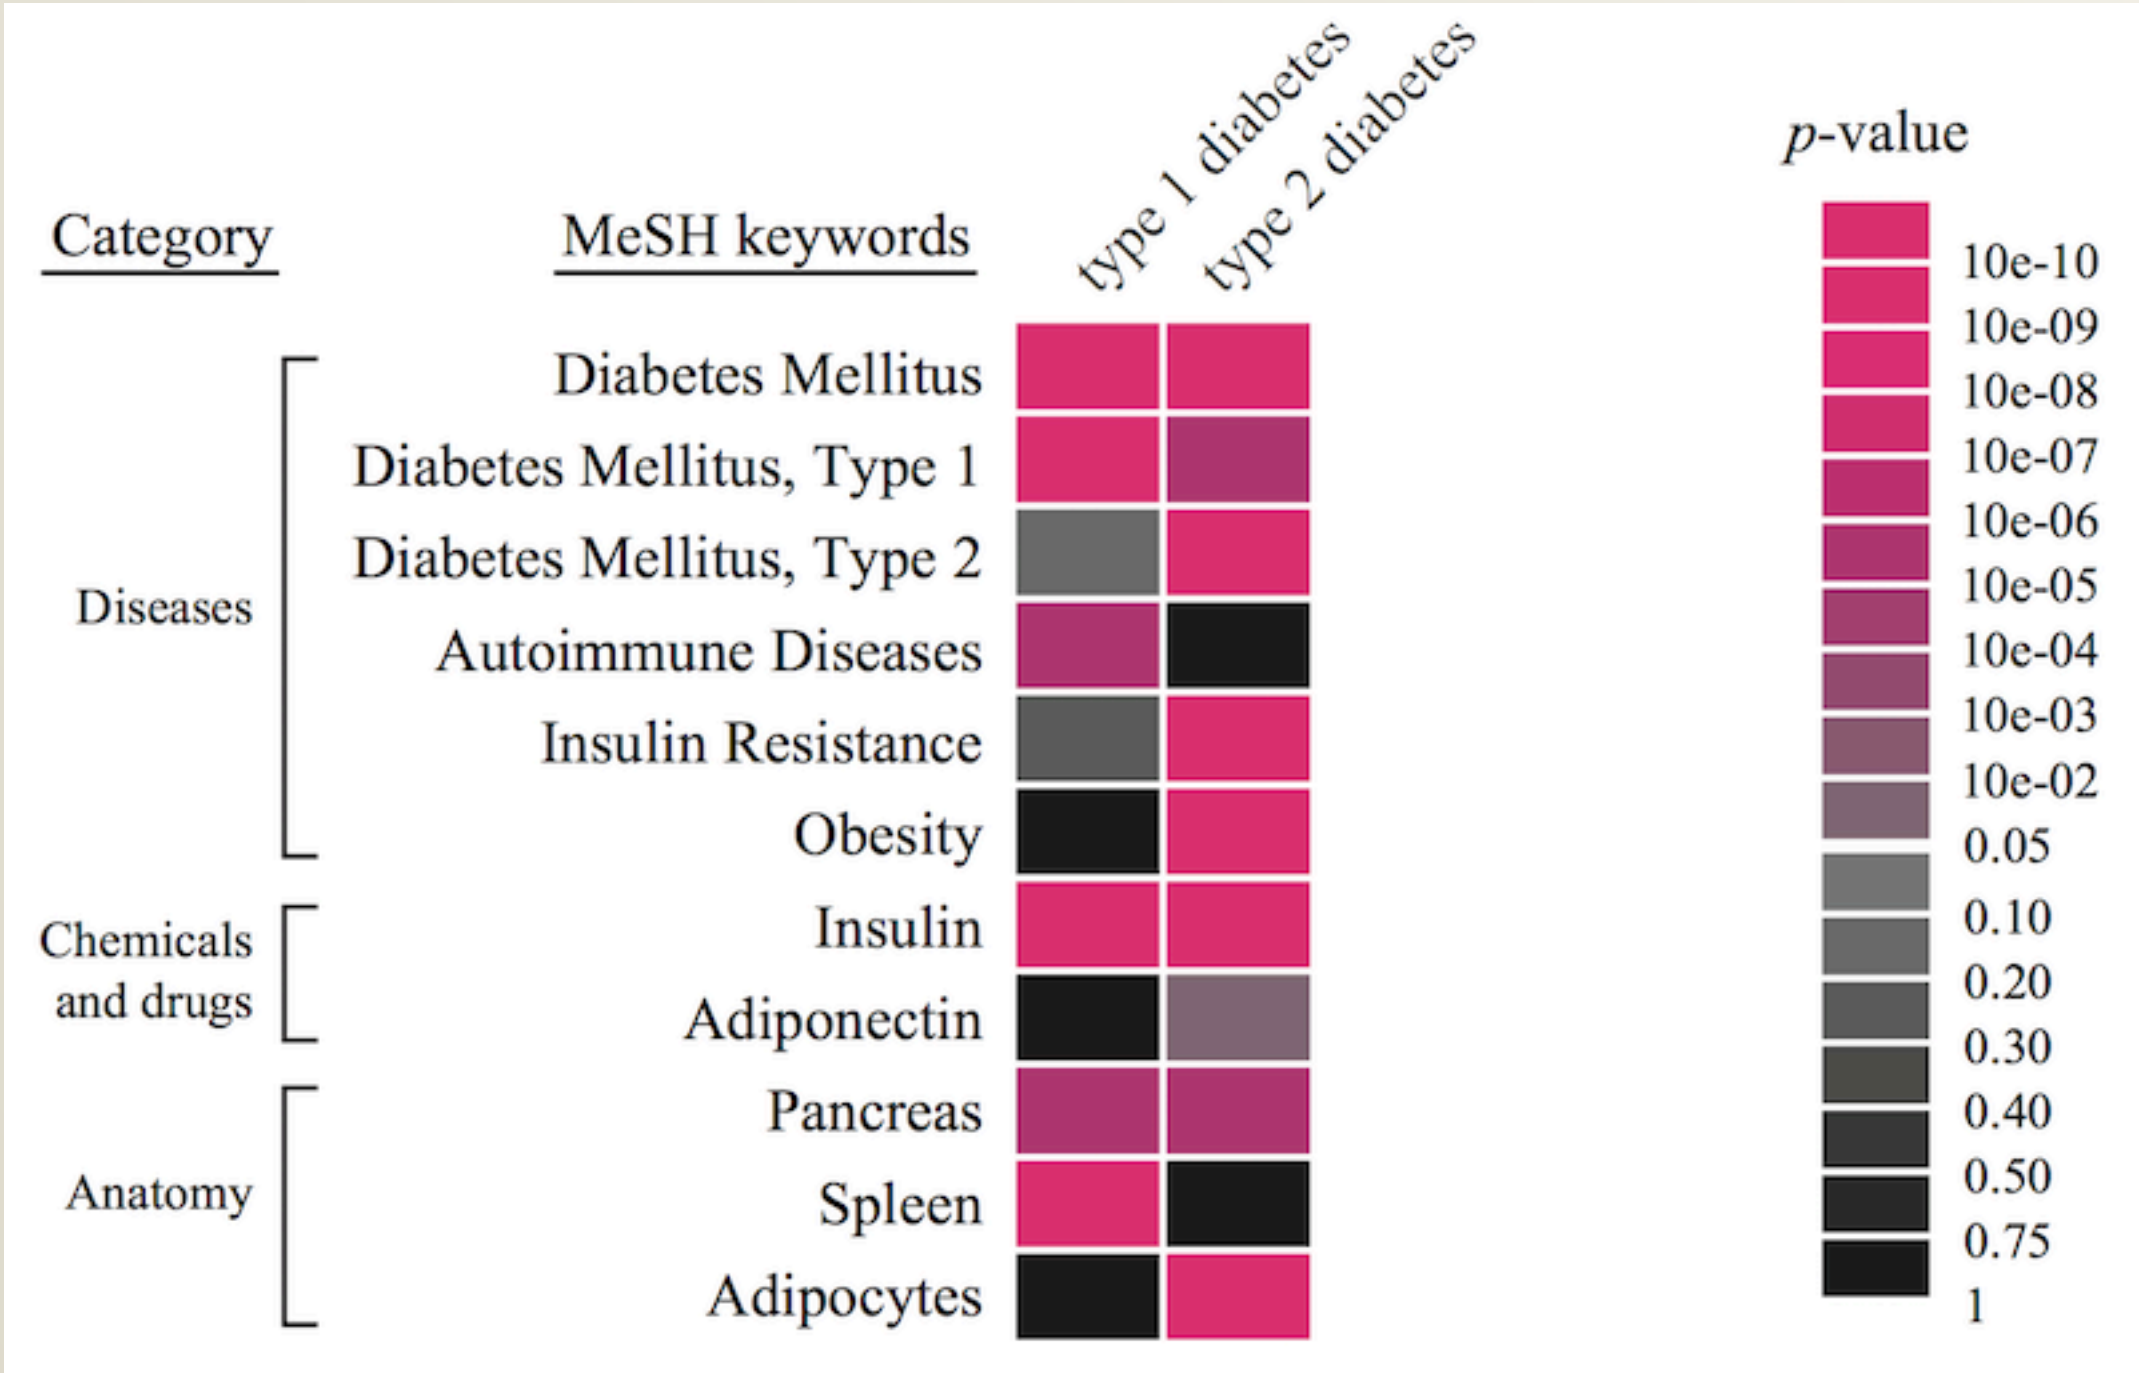 type 1 diabetes
type 2 diabetes
p-value
Category
MeSH keywords
Diabetes Mellitus
Diabetes Mellitus, Type 1
Diabetes Mellitus, Type 2
Autoimmune Diseases
Insulin Resistance
Obesity
Diseases
Insulin
Adiponectin
Chemicals
and drugs
Pancreas
Spleen
Adipocytes
Anatomy
10e-10
10e-09
10e-08
10e-07
10e-06
10e-05
10e-04
10e-03
10e-02
0.05
0.10
0.20
0.30
0.40
0.50
0.75
1